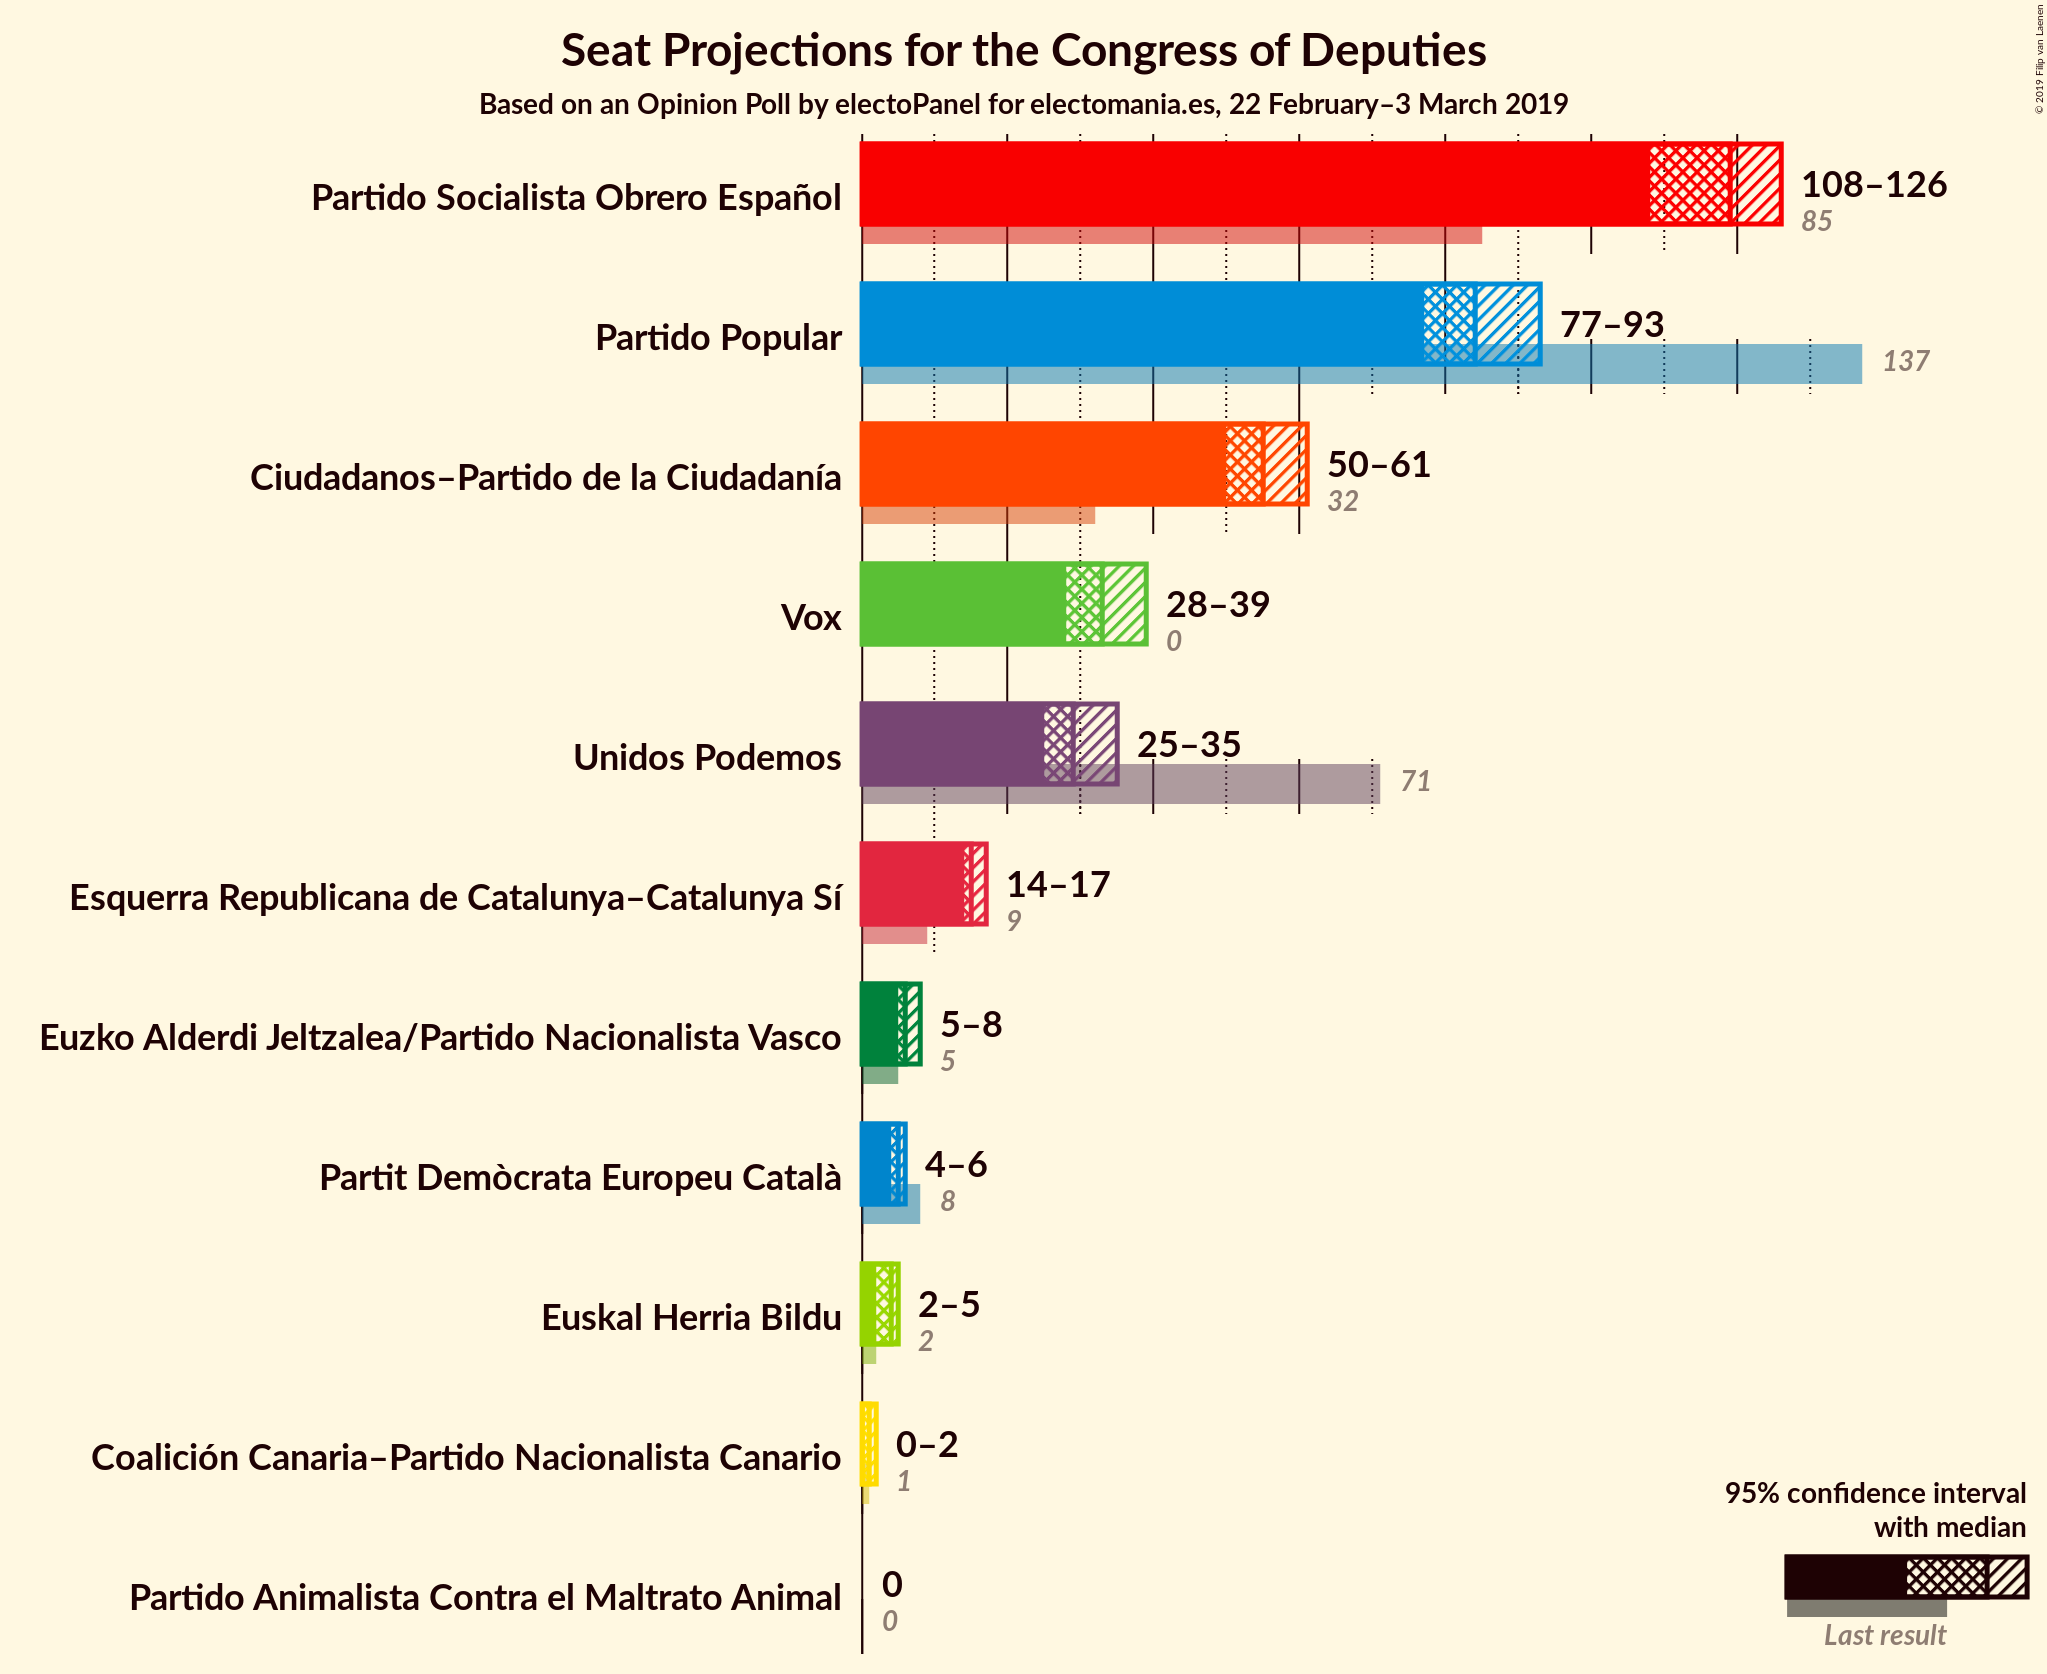 Seat Projections for the Congress of Deputies
Based on an Opinion Poll by electoPanel for electomania.es, 22 February–3 March 2019
© 2019 Filip van Laenen
Partido Socialista Obrero Español
108–126
85
Partido Popular
77–93
137
Ciudadanos–Partido de la Ciudadanía
50–61
32
Vox
28–39
0
Unidos Podemos
25–35
71
Esquerra Republicana de Catalunya–Catalunya Sí
14–17
9
Euzko Alderdi Jeltzalea/Partido Nacionalista Vasco
5–8
5
Partit Demòcrata Europeu Català
4–6
8
Euskal Herria Bildu
2–5
2
Coalición Canaria–Partido Nacionalista Canario
0–2
1
Partido Animalista Contra el Maltrato Animal
0
0
95% confidence interval
with median
Last result